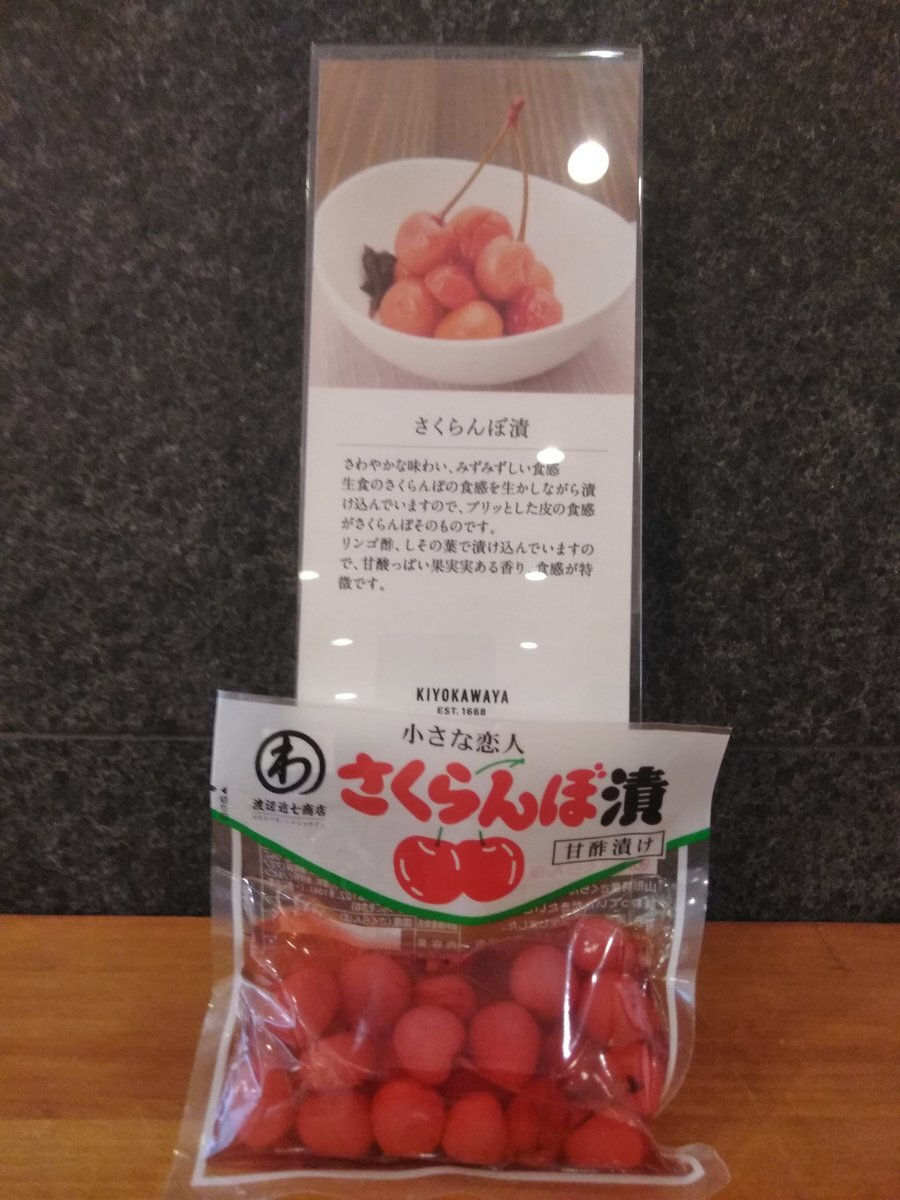 さくらんぼ漬
さわやかな味わい、みずみずしい食感
生食のさくらんぼの食感を生かしながら漬
け込んでいますので、プリッとした皮の食感
がさくらんぼそのものです。
リンゴ酢、しその葉で漬け込んでいますの
で、甘酸っぱい果実実ある香り、食感が特
徴です。
KIYOKAWAYA
EST. 1668
小さな恋人
わ
さくらんぼ漬
甘酢漬け